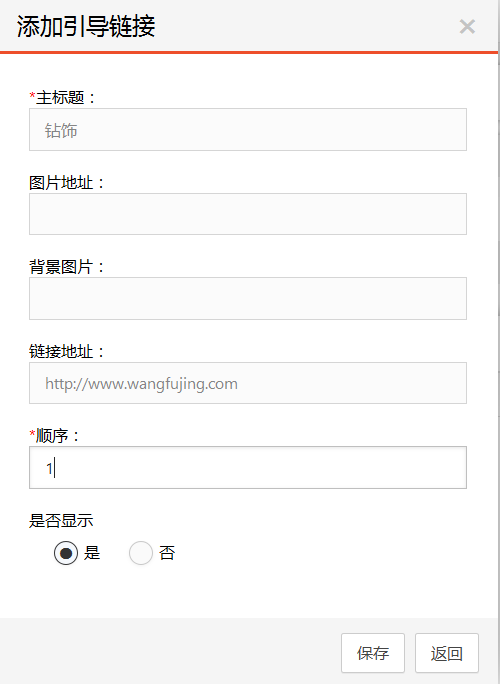 添加引导链接 ×
*主标题：
钻饰
图片地址：
背景图片：
链接地址：
http://www.wangfujing.com
*顺序：
1
是否显示
是 否
保存 返回